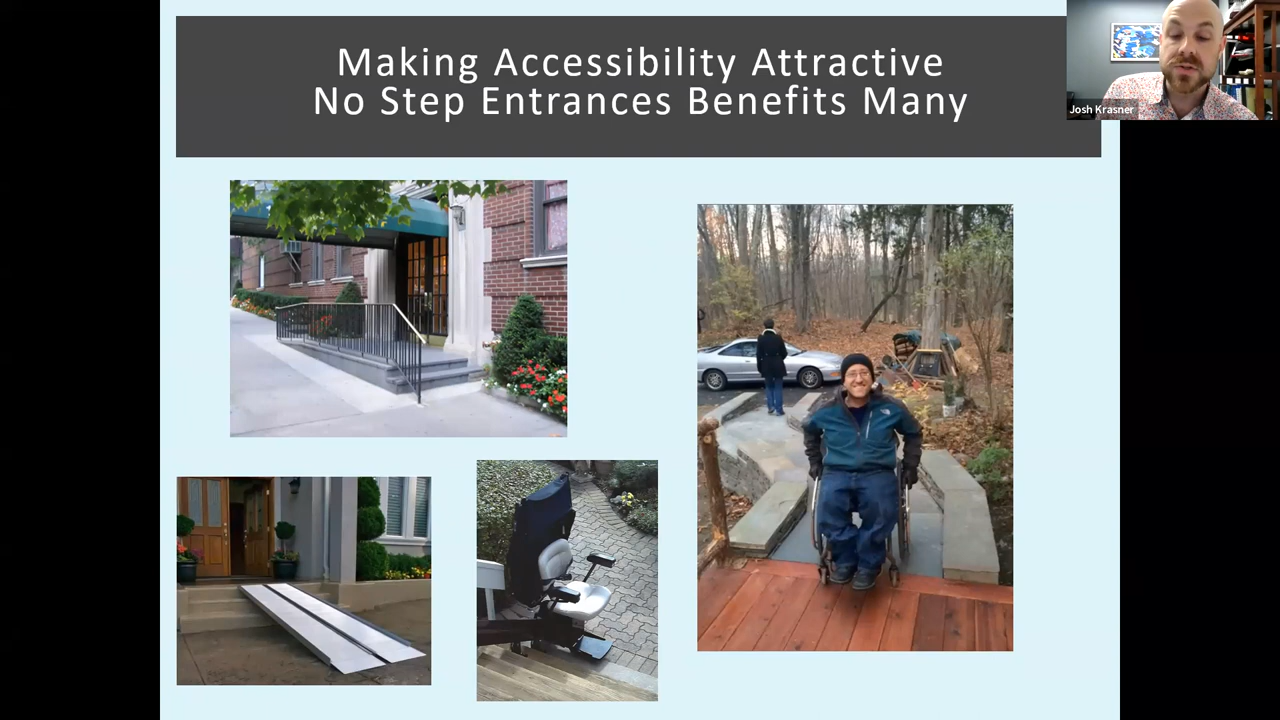 Making Accessibility Attractive
No Step Entrances Benefits Many
Josh Krasner